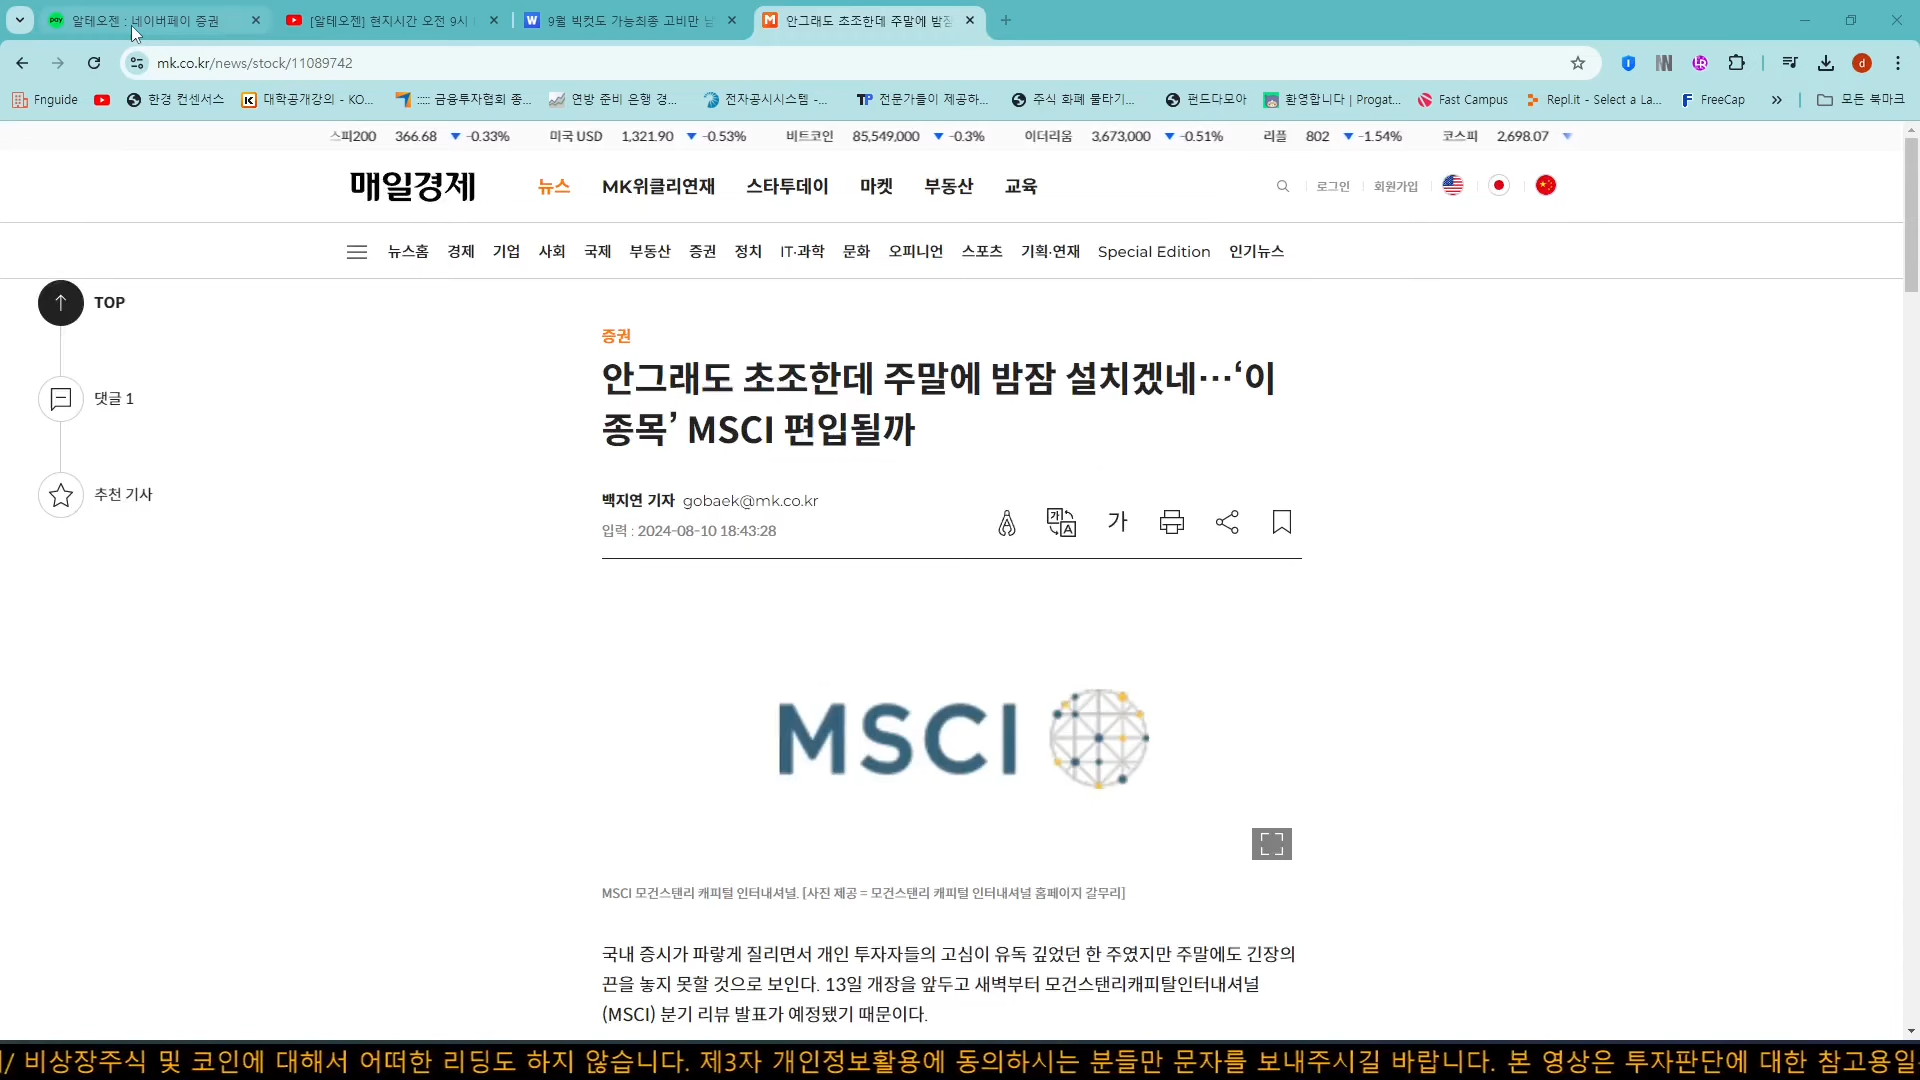 알테오젠 : 네이버페이 증권
[알테오젠] 현지시간 오전 9시
9월 빅컷도 가능최종 고비만 남
안그래도 초조한데 주말에 밤잠
mk.co.kr/news/stock/11089742
Fnguide
한경 컨센서스
대학공개강의 - KO...
::::: 금융투자협회 종...
연방 준비 은행 경...
전자공시시스템 -...
전문가들이 제공하...
주식 화폐 물타기...
펀드다모아
환영합니다 | Progat...
Fast Campus
Repl.it - Select a La...
FreeCap
모든 북마크
스피200 366.68 ▼ -0.33% 미국 USD 1,321.90 ▼ -0.53% 비트코인 85,549,000 ▼ -0.3% 이더리움 3,673,000 ▼ -0.51% 리플 802 ▼ -1.54% 코스피 2,698.07 ▼
매일경제 뉴스 MK위클리연재 스타투데이 마켓 부동산 교육
로그인 회원가입
뉴스홈 경제 기업 사회 국제 부동산 증권 정치 IT·과학 문화 오피니언 스포츠 기획·연재 Special Edition 인기뉴스
TOP
댓글 1
추천 기사
증권
안그래도 초조한데 주말에 밤잠 설치겠네…‘이
종목’ MSCI 편입될까
백지연 기자 gobaek@mk.co.kr
입력 : 2024-08-10 18:43:28
가
MSCI
MSCI 모건스탠리 캐피털 인터내셔널. [사진 제공 = 모건스탠리 캐피털 인터내셔널 홈페이지 갈무리]
국내 증시가 파랗게 질리면서 개인 투자자들의 고심이 유독 깊었던 한 주였지만 주말에도 긴장의
끈을 놓지 못할 것으로 보인다. 13일 개장을 앞두고 새벽부터 모건스탠리캐피탈인터내셔널
(MSCI) 분기 리뷰 발표가 예정됐기 때문이다.
/ 비상장주식 및 코인에 대해서 어떠한 리딩도 하지 않습니다. 제3자 개인정보활용에 동의하시는 분들만 문자를 보내주시길 바랍니다. 본 영상은 투자판단에 대한 참고용일